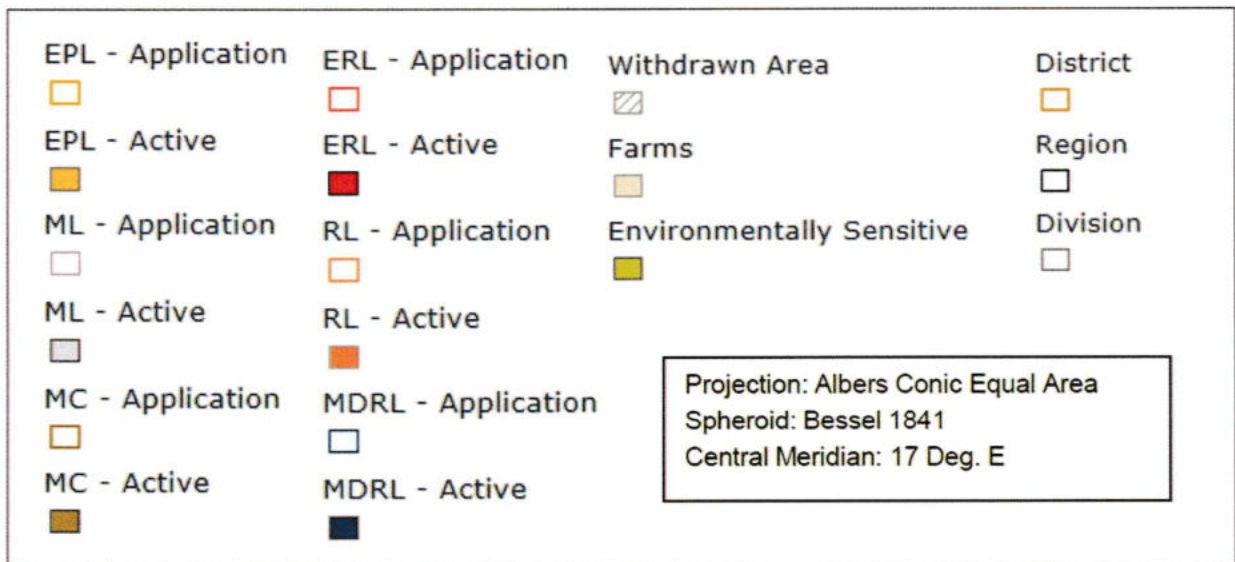 EPL - Application
EPL - Active
ML - Application
ML - Active
MC - Application
MC - Active
ERL - Application
ERL - Active
RL - Application
RL - Active
MDRL - Application
MDRL - Active
Withdrawn Area
Farms
Environmentally Sensitive
District
Region
Division
Projection: Albers Conic Equal Area
Spheroid: Bessel 1841
Central Meridian: 17 Deg. E